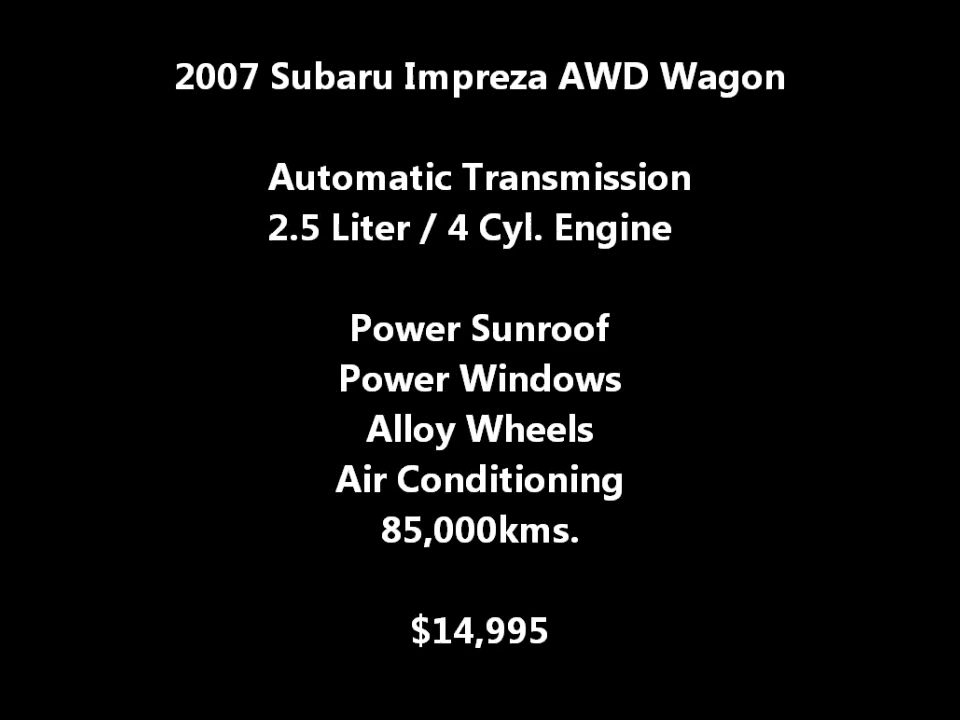 2007 Subaru Impreza AWD Wagon
Automatic Transmission
2.5 Liter / 4 Cyl. Engine
Power Sunroof
Power Windows
Alloy Wheels
Air Conditioning
85,000kms.
$14,995